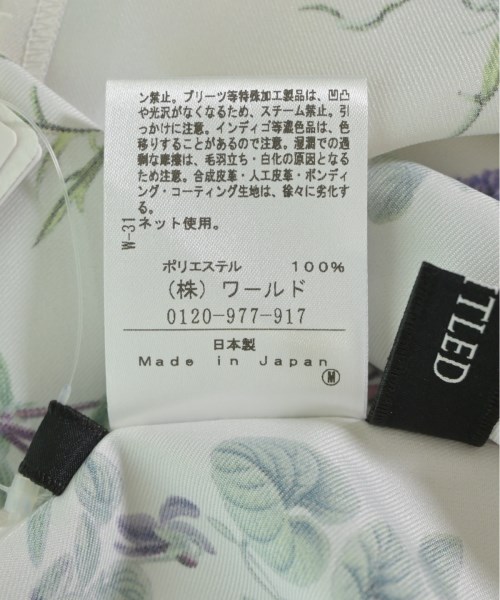 ン禁止。プリーツ等特殊加工製品は、凹凸
や光沢がなくなるため、スチーム禁止。引
っかけに注意。インディゴ等濃色品は、色
移りすることがあるので注意。湿潤での過
剰な摩擦は、毛羽立ち・白化の原因となる
ため注意。合成皮革・人工皮革・ボンディ
ング・コーティング生地は、徐々に劣化す
る。
ネット使用。
W-31
ポリエステル 100%
（株）ワールド
0120-977-917
日本製
Made in Japan
M
TLED